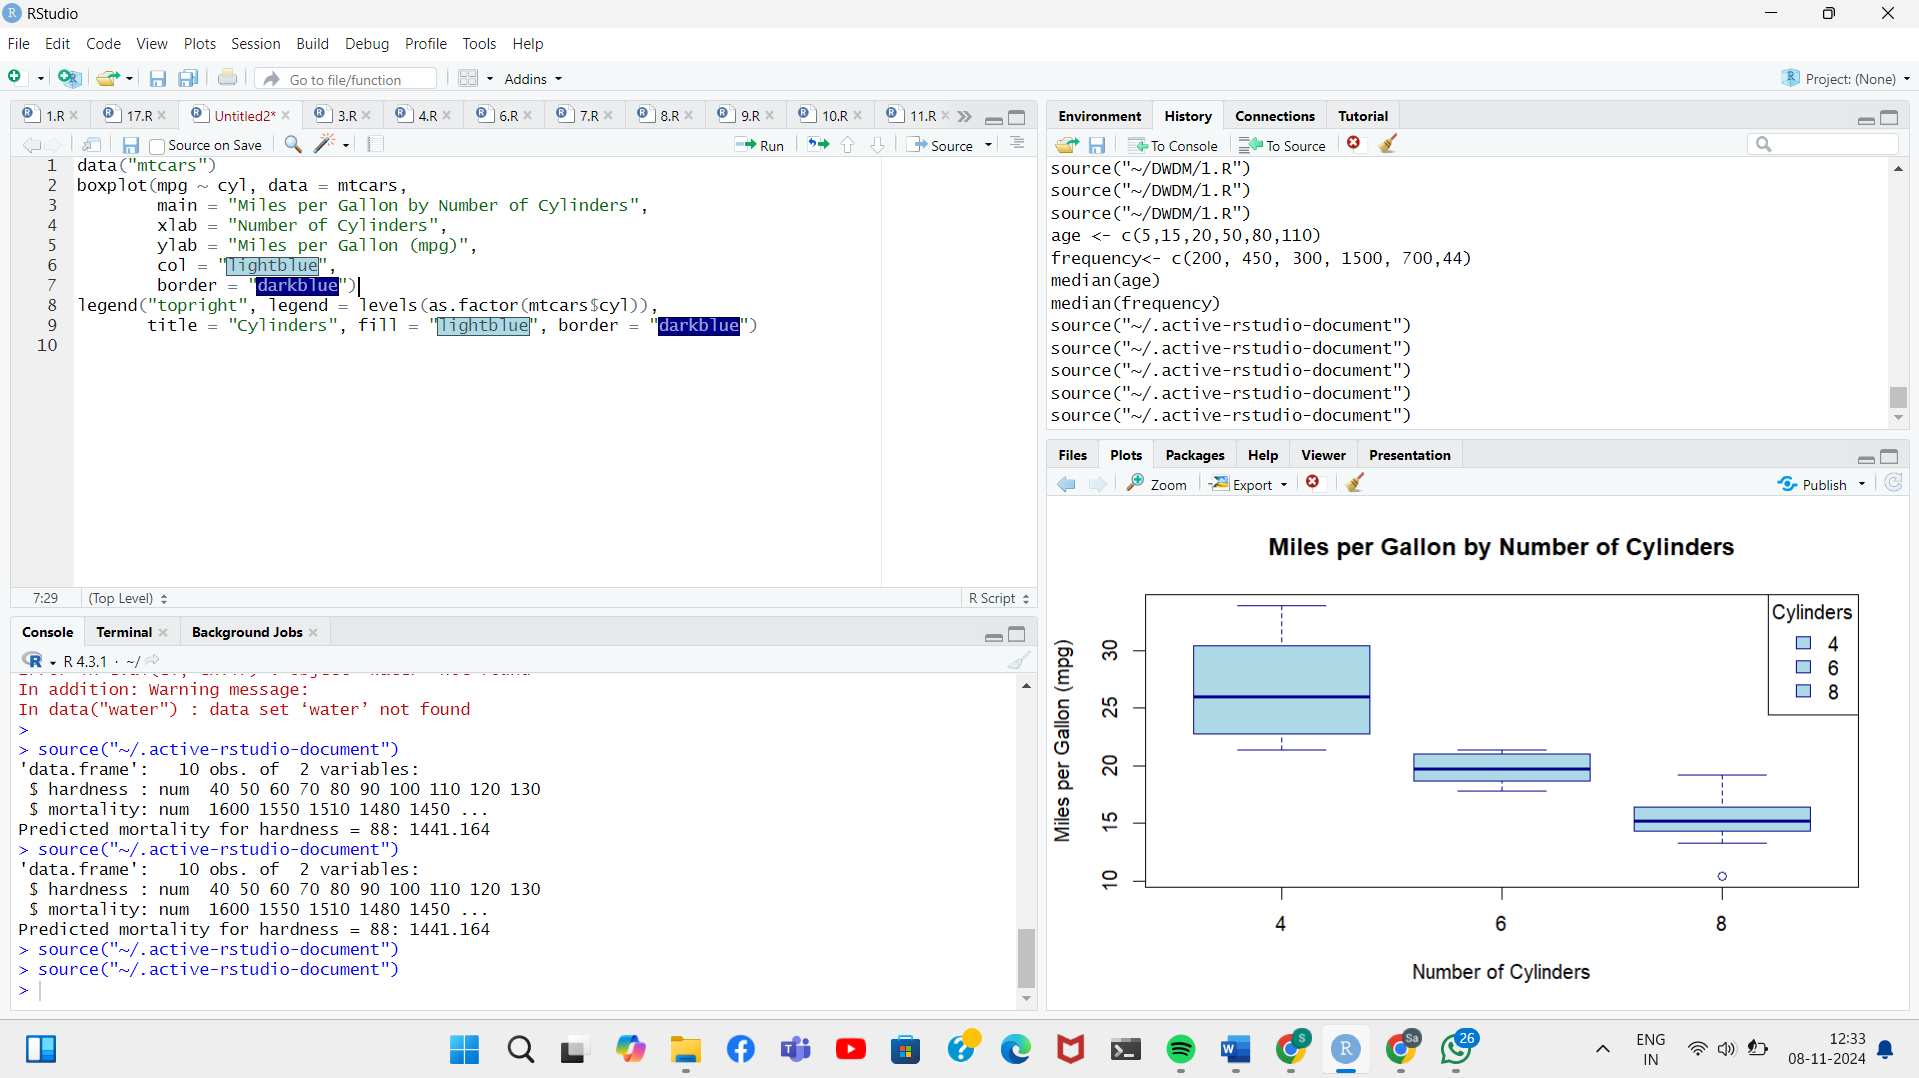 RStudio
File Edit Code View Plots Session Build Debug Profile Tools Help
Go to file/function Addins Project: (None)
1.R 17.R Untitled2* 3.R 4.R 6.R 7.R 8.R 9.R 10.R 11.R
Source on Save Run Source
1 data("mtcars")
2 boxplot(mpg ~ cyl, data = mtcars,
3 main = "Miles per Gallon by Number of Cylinders",
4 xlab = "Number of Cylinders",
5 ylab = "Miles per Gallon (mpg)",
6 col = "lightblue",
7 border = "darkblue")
8 legend("topright", legend = levels(as.factor(mtcars$cyl)),
9 title = "Cylinders", fill = "lightblue", border = "darkblue")
10
7:29 (Top Level) R Script
Console Terminal Background Jobs
R 4.3.1 · ~/
In addition: Warning message:
In data("water") : data set ‘water’ not found
>
> source("~/.active-rstudio-document")
'data.frame': 10 obs. of 2 variables:
$ hardness : num 40 50 60 70 80 90 100 110 120 130
$ mortality: num 1600 1550 1510 1480 1450 ...
Predicted mortality for hardness = 88: 1441.164
> source("~/.active-rstudio-document")
'data.frame': 10 obs. of 2 variables:
$ hardness : num 40 50 60 70 80 90 100 110 120 130
$ mortality: num 1600 1550 1510 1480 1450 ...
Predicted mortality for hardness = 88: 1441.164
> source("~/.active-rstudio-document")
> source("~/.active-rstudio-document")
>
Environment History Connections Tutorial
To Console To Source
source("~/DWDM/1.R")
source("~/DWDM/1.R")
source("~/DWDM/1.R")
age <- c(5,15,20,50,80,110)
frequency<- c(200, 450, 300, 1500, 700,44)
median(age)
median(frequency)
source("~/.active-rstudio-document")
source("~/.active-rstudio-document")
source("~/.active-rstudio-document")
source("~/.active-rstudio-document")
source("~/.active-rstudio-document")
Files Plots Packages Help Viewer Presentation
Zoom Export Publish
Miles per Gallon by Number of Cylinders
Cylinders
4
6
8
Miles per Gallon (mpg)
30
25
20
15
10
4 6 8
Number of Cylinders
S Sa 26
ENG
IN
12:33
08-11-2024